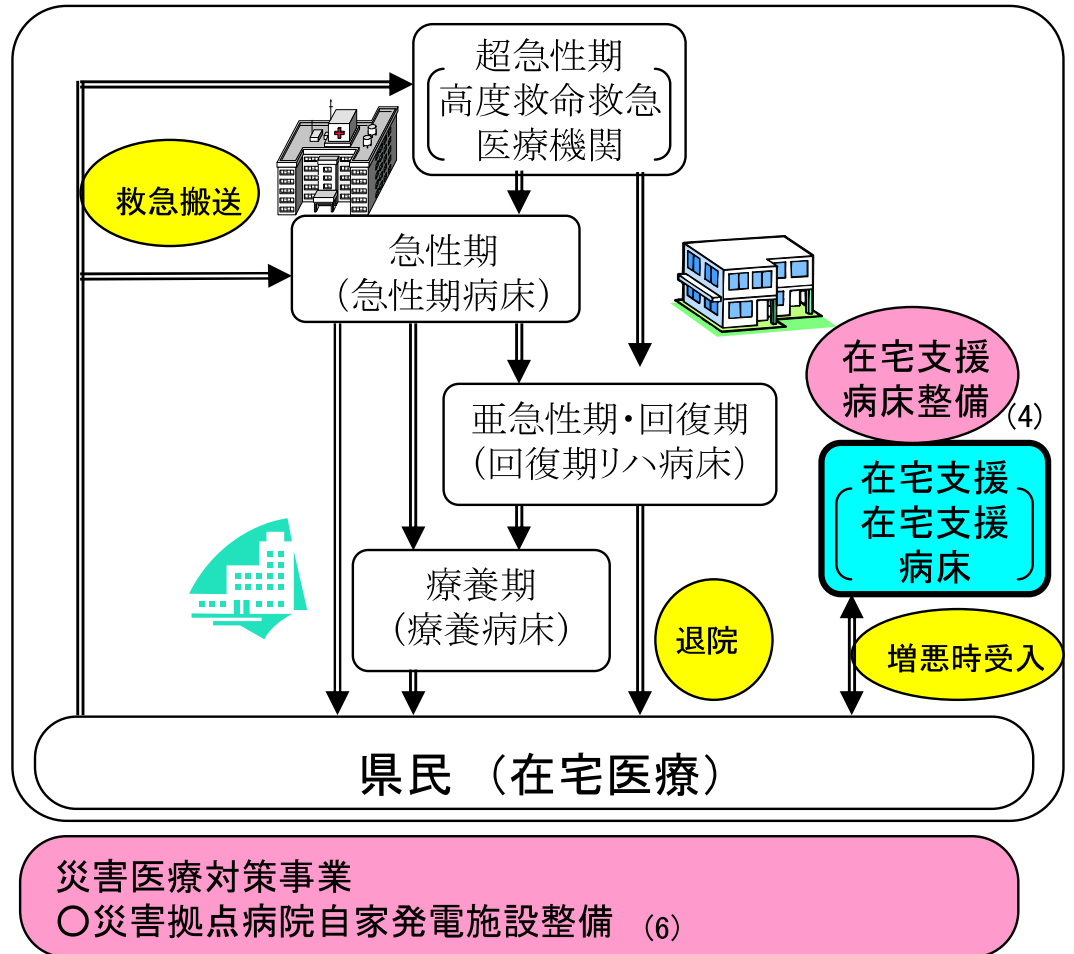 超急性期
高度救命救急
医療機関
救急搬送
急性期
(急性期病床)
在宅支援
病床整備 (4)
亜急性期・回復期
(回復期リハ病床)
在宅支援
在宅支援
病床
療養期
(療養病床)
退院
増悪時受入
県民 (在宅医療)
災害医療対策事業
○災害拠点病院自家発電施設整備 (6)